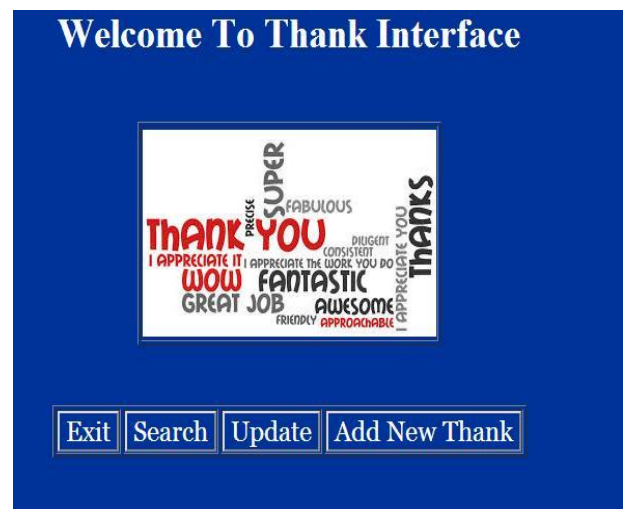 Welcome To Thank Interface
SUPER
PRECISE
FABULOUS
THANK YOU
DILIGENT
CONSISTENT
I APPRECIATE IT
I APPRECIATE THE WORK YOU DO
WOW
FANTASTIC
GREAT JOB
AWESOME
FRIENDLY
APPROACHABLE
I APPRECIATE YOU
THANKS
Exit Search Update Add New Thank